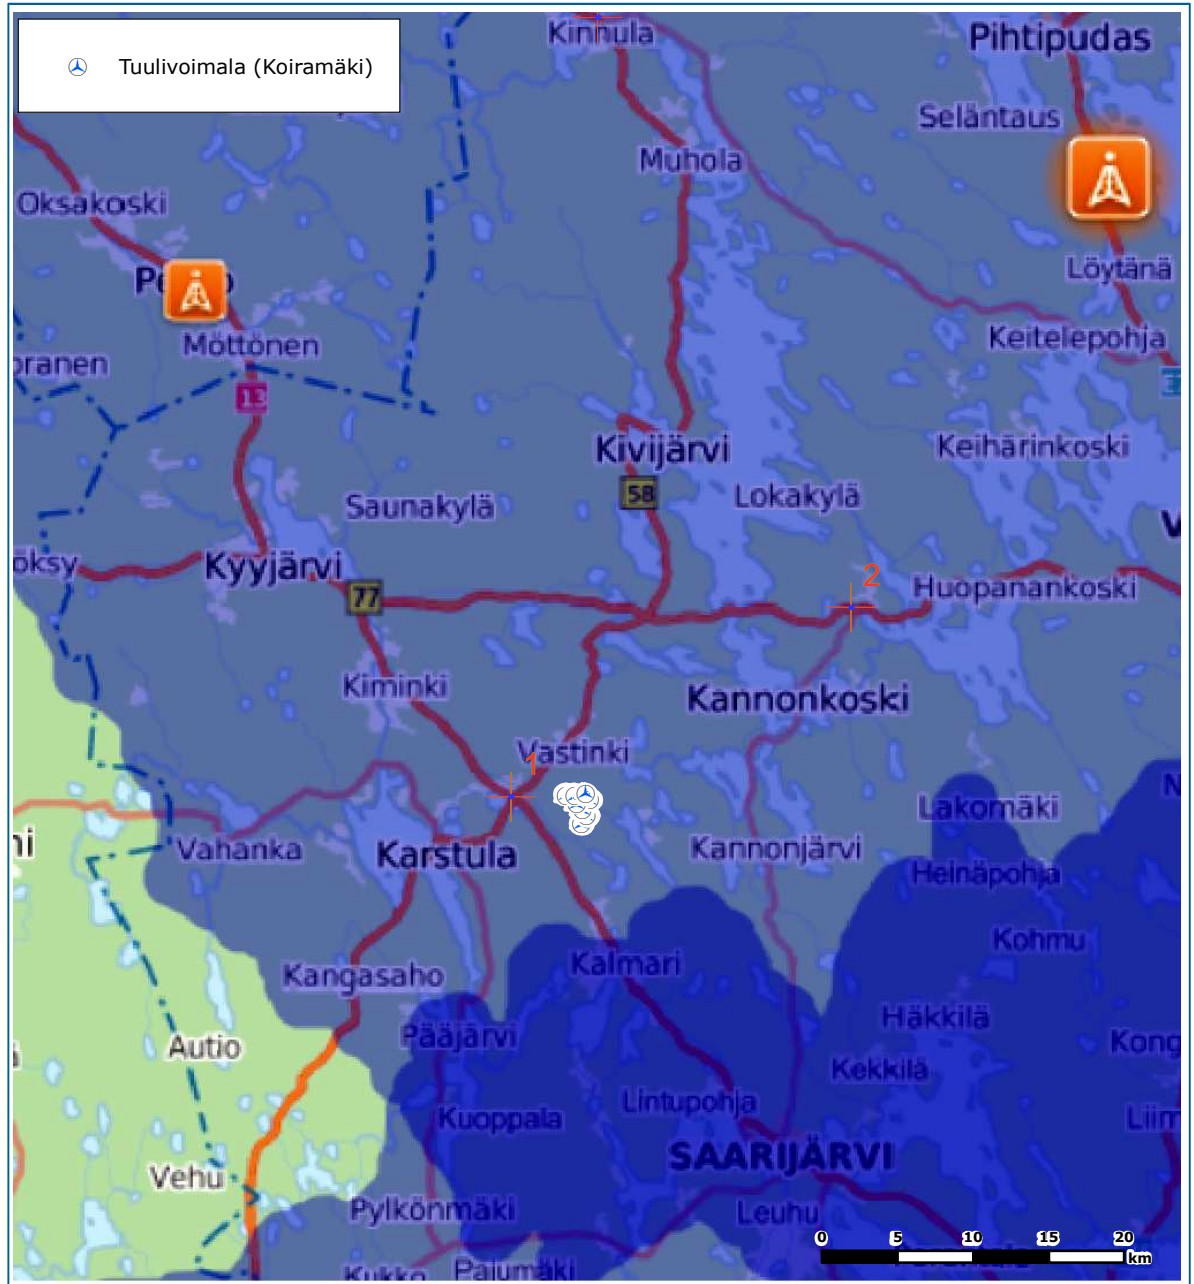 Tuulivoimala (Koiramäki)
Kinnula
Pihtipudas
Seläntaus
Muhola
Oksakoski
Löytänä
Möttönen
Keitelepohja
13
Kivijärvi
Keihärinkoski
58
Lokakylä
Saunakylä
Kyyjärvi
2
Huopanankoski
77
Kiminki
Kannonkoski
Vastinki
1
Lakomäki
Vahanka
Karstula
Kannonjärvi
Heinäpohja
Kohmu
Kalmari
Kangasaho
Häkkilä
Pääjärvi
Autio
Kekkilä
Lintupohja
Kuoppala
SAARIJÄRVI
Vehu
Pylkönmäki
Leuhu
0 5 10 15 20
km
Kukko
Pajumäki